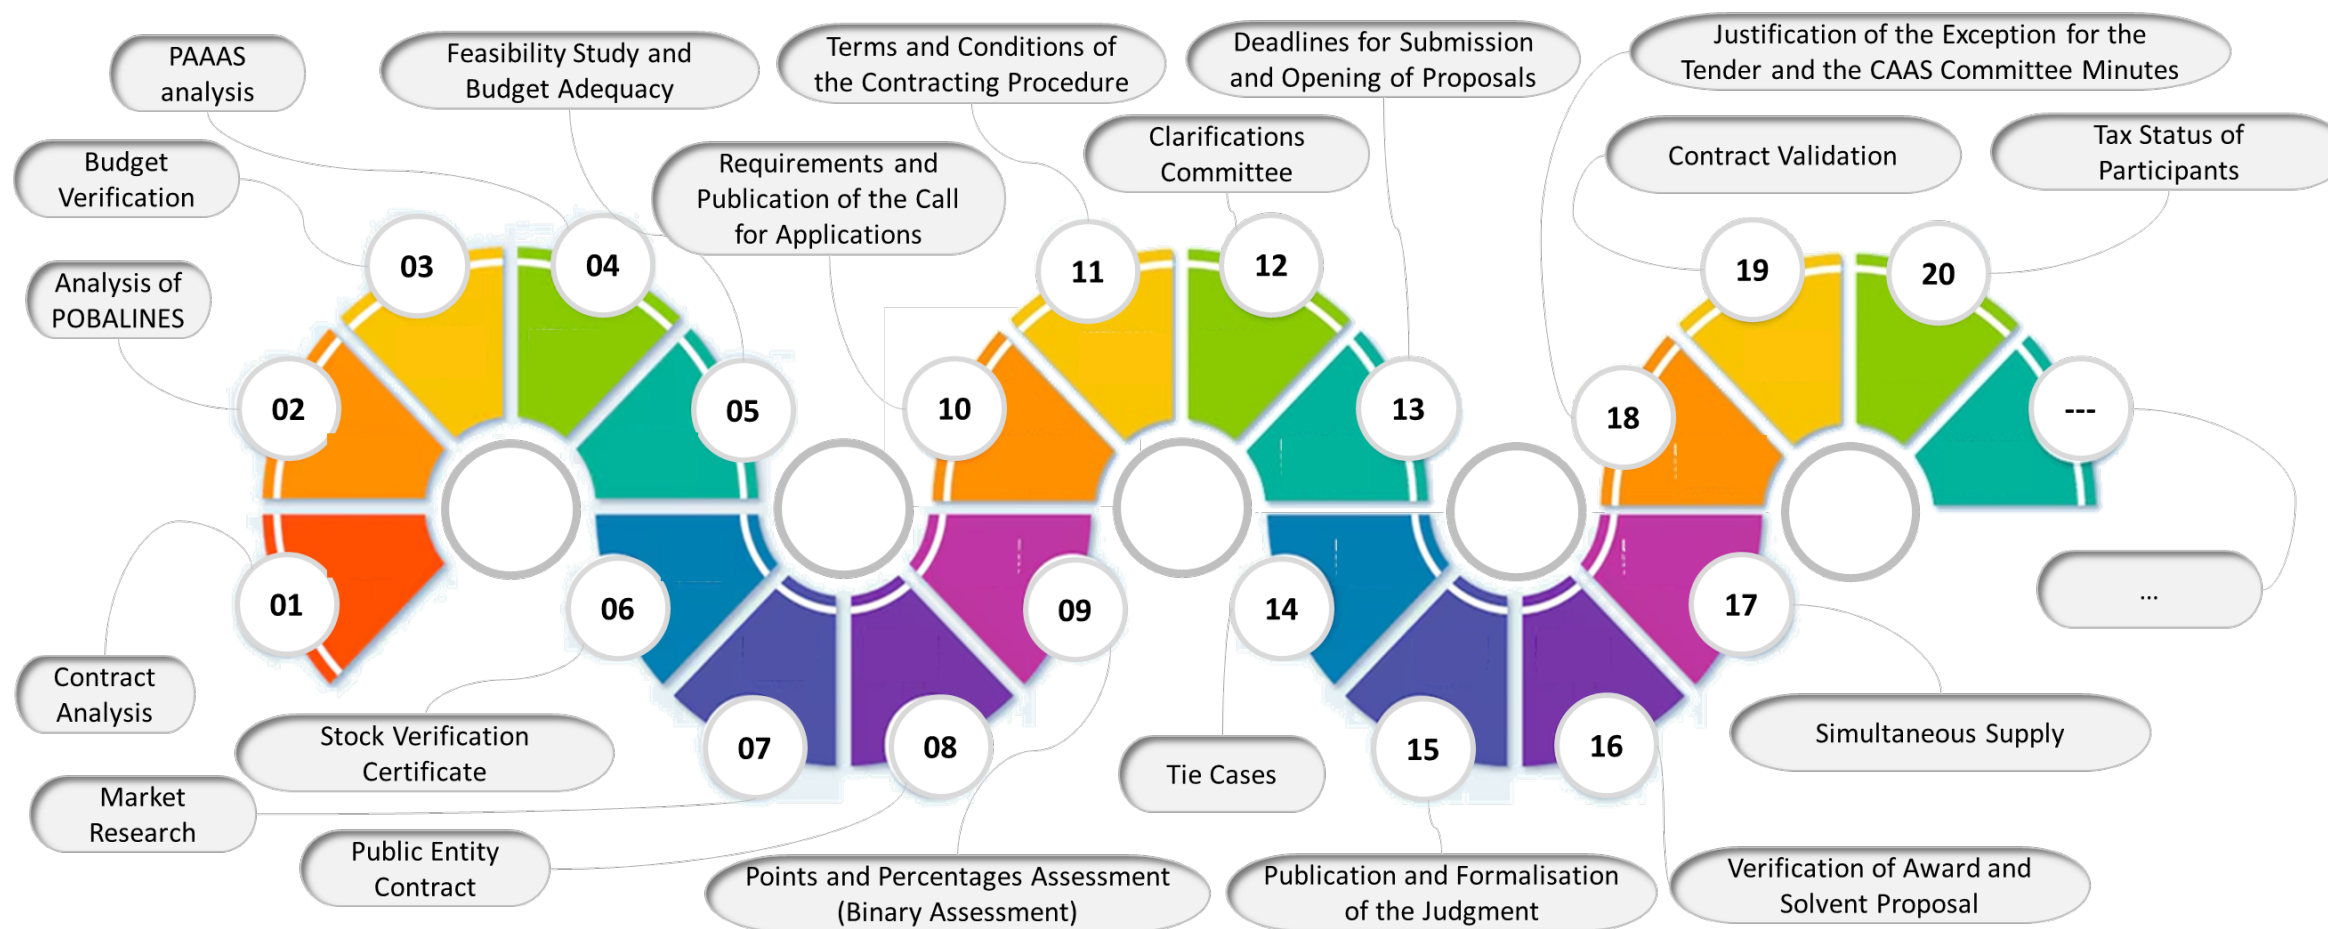 PAAAS
analysis
Feasibility Study and
Budget Adequacy
Terms and Conditions of
the Contracting Procedure
Deadlines for Submission
and Opening of Proposals
Justification of the Exception for the
Tender and the CAAS Committee Minutes
Budget
Verification
Requirements and
Publication of the Call
for Applications
Clarifications
Committee
Contract Validation
Tax Status of
Participants
Analysis of
POBALINES
03
04
11
12
19
20
02
05
10
13
18
---
01
06
09
14
17
...
Contract
Analysis
Stock Verification
Certificate
07
08
15
16
Simultaneous Supply
Market
Research
Tie Cases
Public Entity
Contract
Points and Percentages Assessment
(Binary Assessment)
Publication and Formalisation
of the Judgment
Verification of Award and
Solvent Proposal